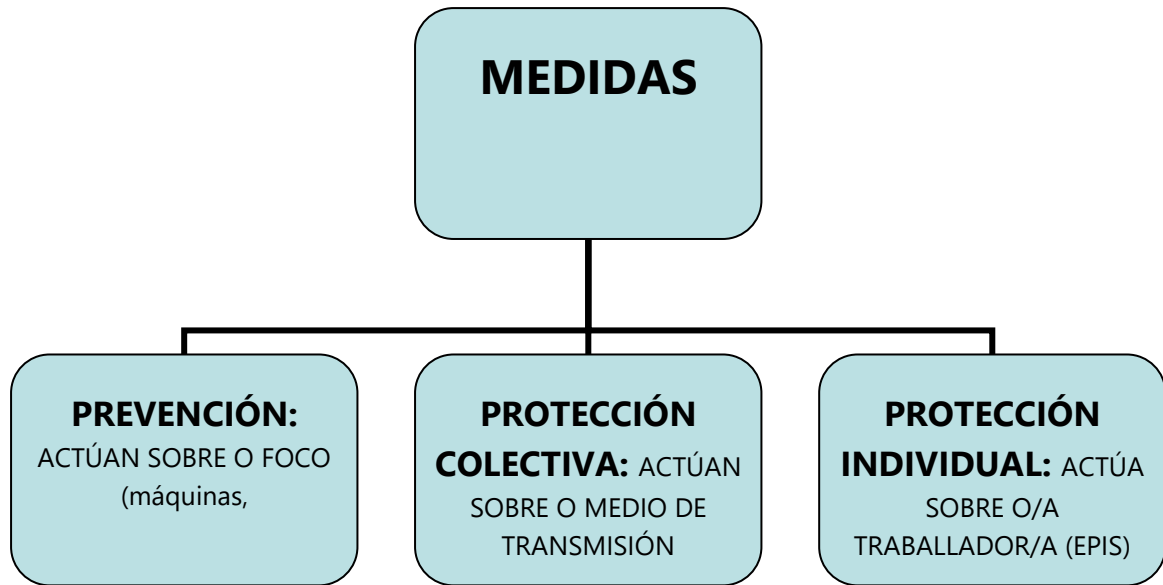 MEDIDAS
PREVENCIÓN:
ACTÚAN SOBRE O FOCO
(máquinas,
PROTECCIÓN
COLECTIVA: ACTÚAN
SOBRE O MEDIO DE
TRANSMISIÓN
PROTECCIÓN
INDIVIDUAL: ACTÚA
SOBRE O/A
TRABALLADOR/A (EPIS)